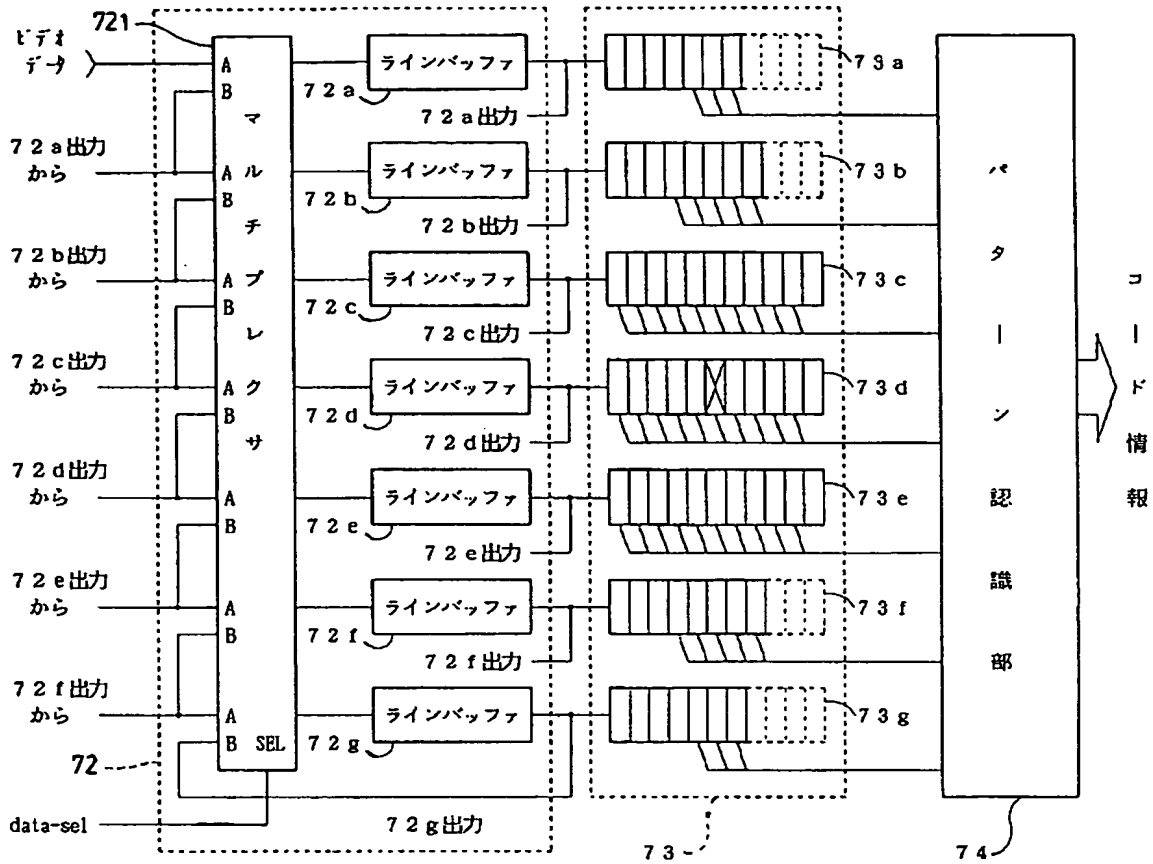 721
ビデオ
データ
A
ラインバッファ
73a
B
72a
72a出力
マルチプレクサ
72a出力
から
A
B
ラインバッファ
73b
72b
72b出力
72b出力
から
A
B
ラインバッファ
73c
72c
72c出力
72c出力
から
A
B
ラインバッファ
73d
72d
72d出力
72d出力
から
A
B
ラインバッファ
73e
72e
72e出力
72e出力
から
A
B
ラインバッファ
73f
72f
72f出力
72f出力
から
A
B SEL
ラインバッファ
73g
72g
72
data-sel
72g出力
73
74
パターン認識部
コード情報